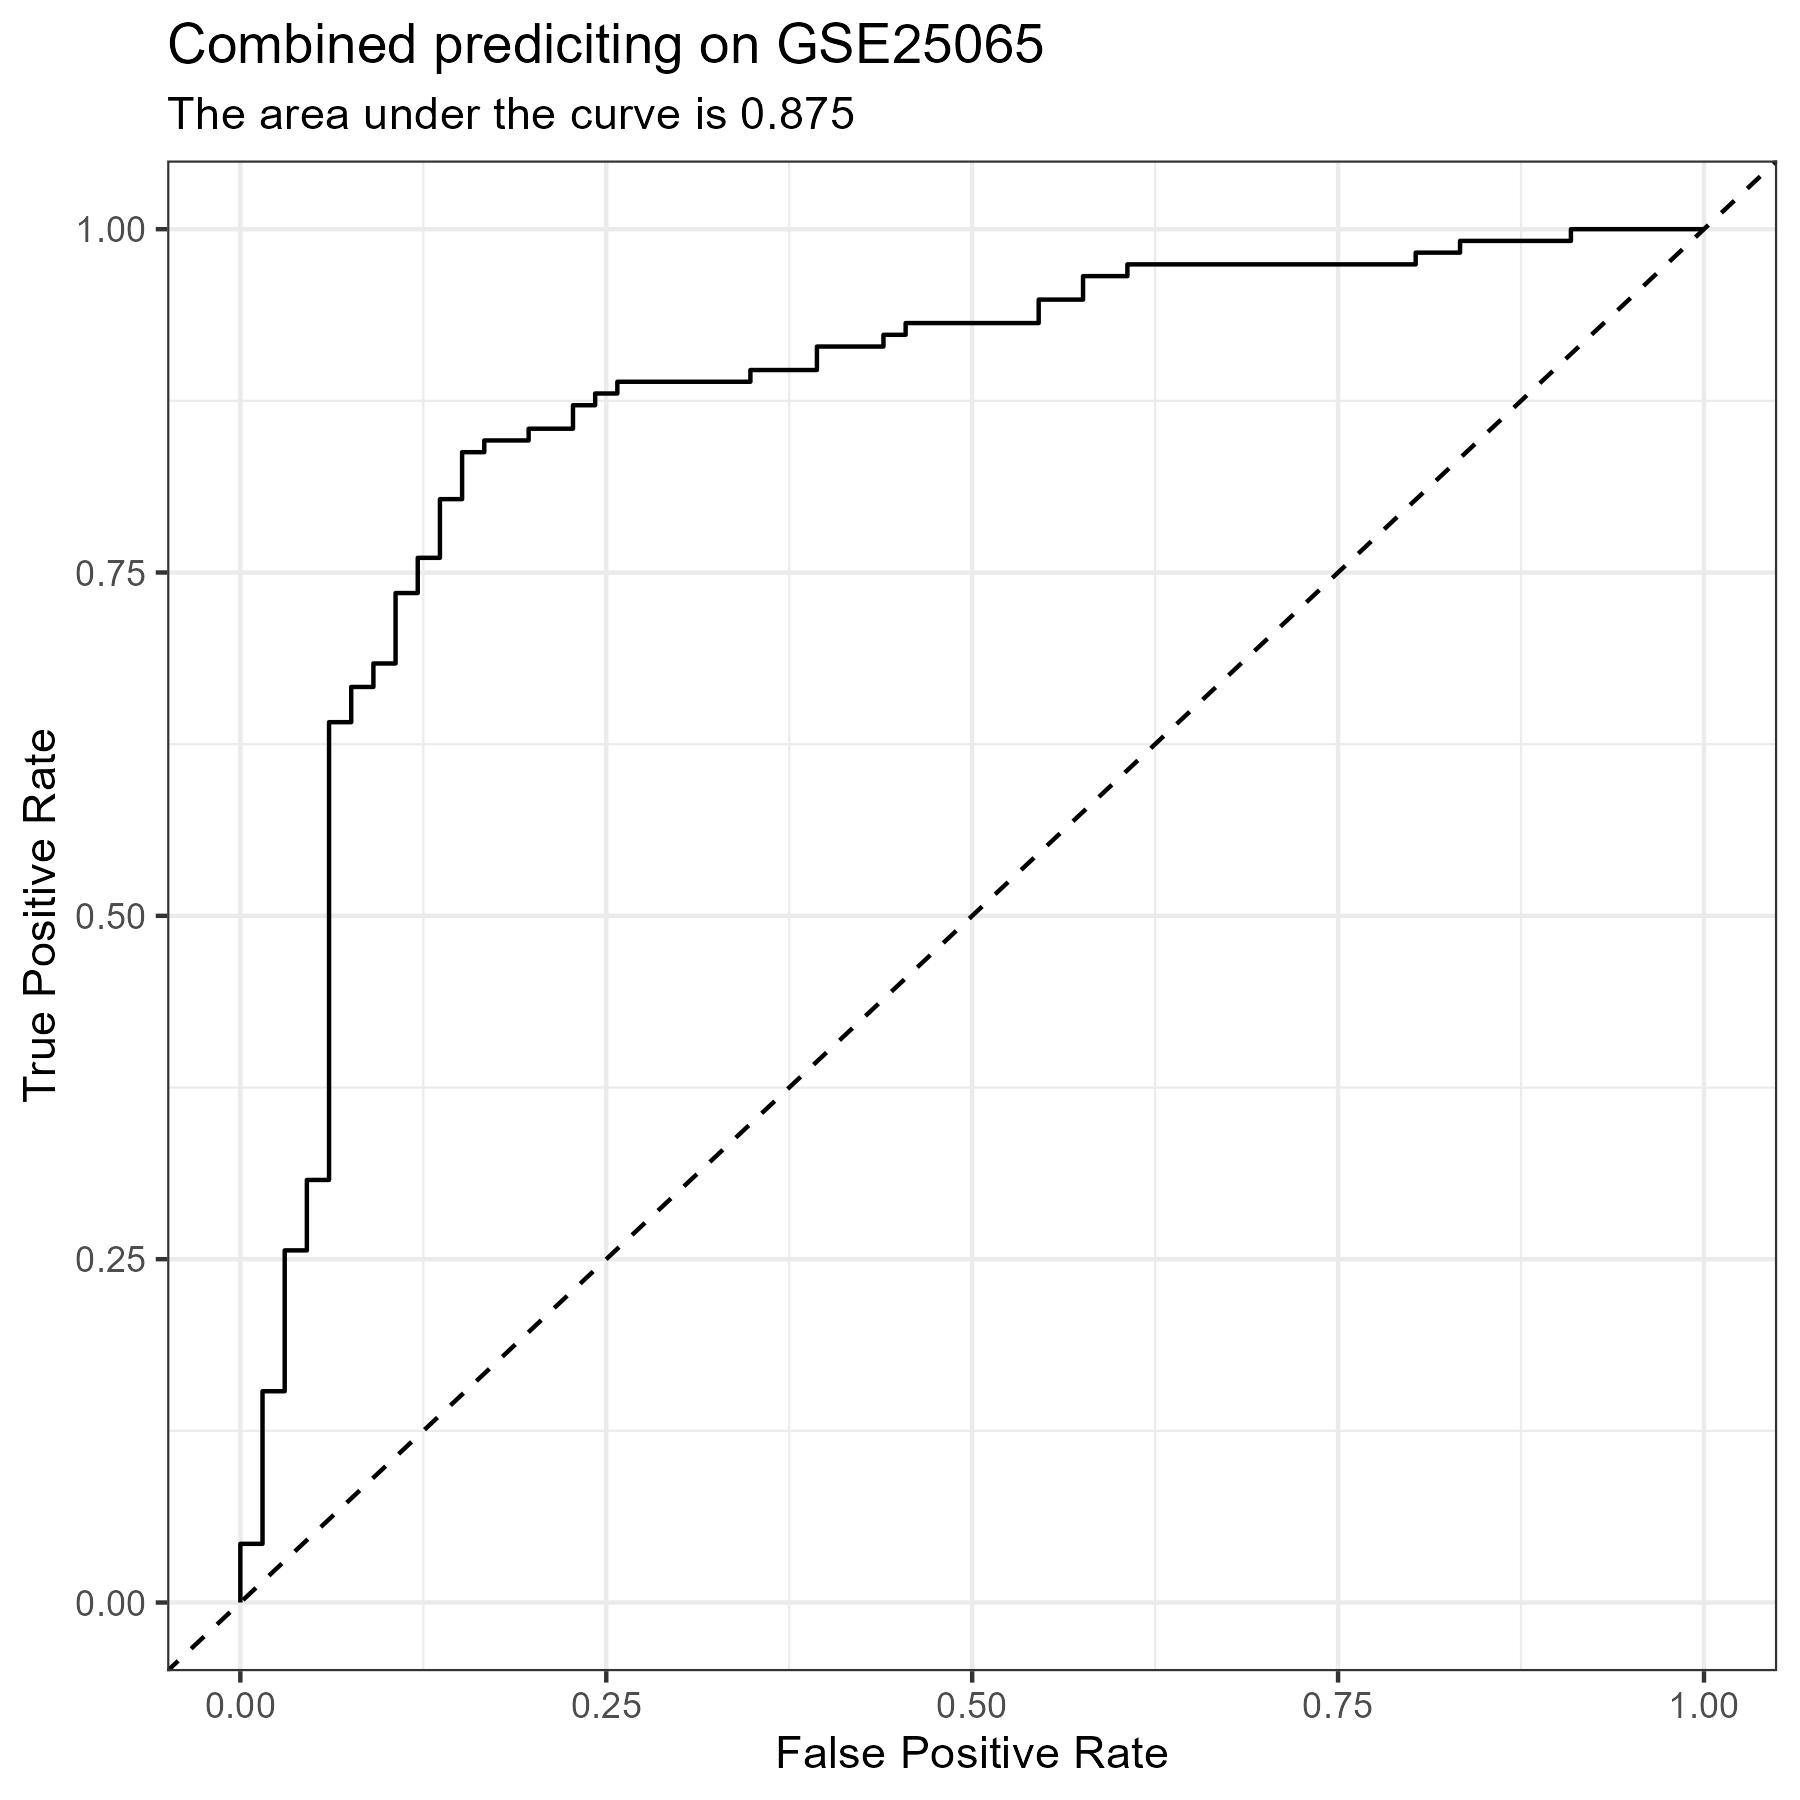 Combined prediciting on GSE25065
The area under the curve is 0.875
1.00
0.75
0.50
0.25
0.00
True Positive Rate
0.00 0.25 0.50 0.75 1.00
False Positive Rate